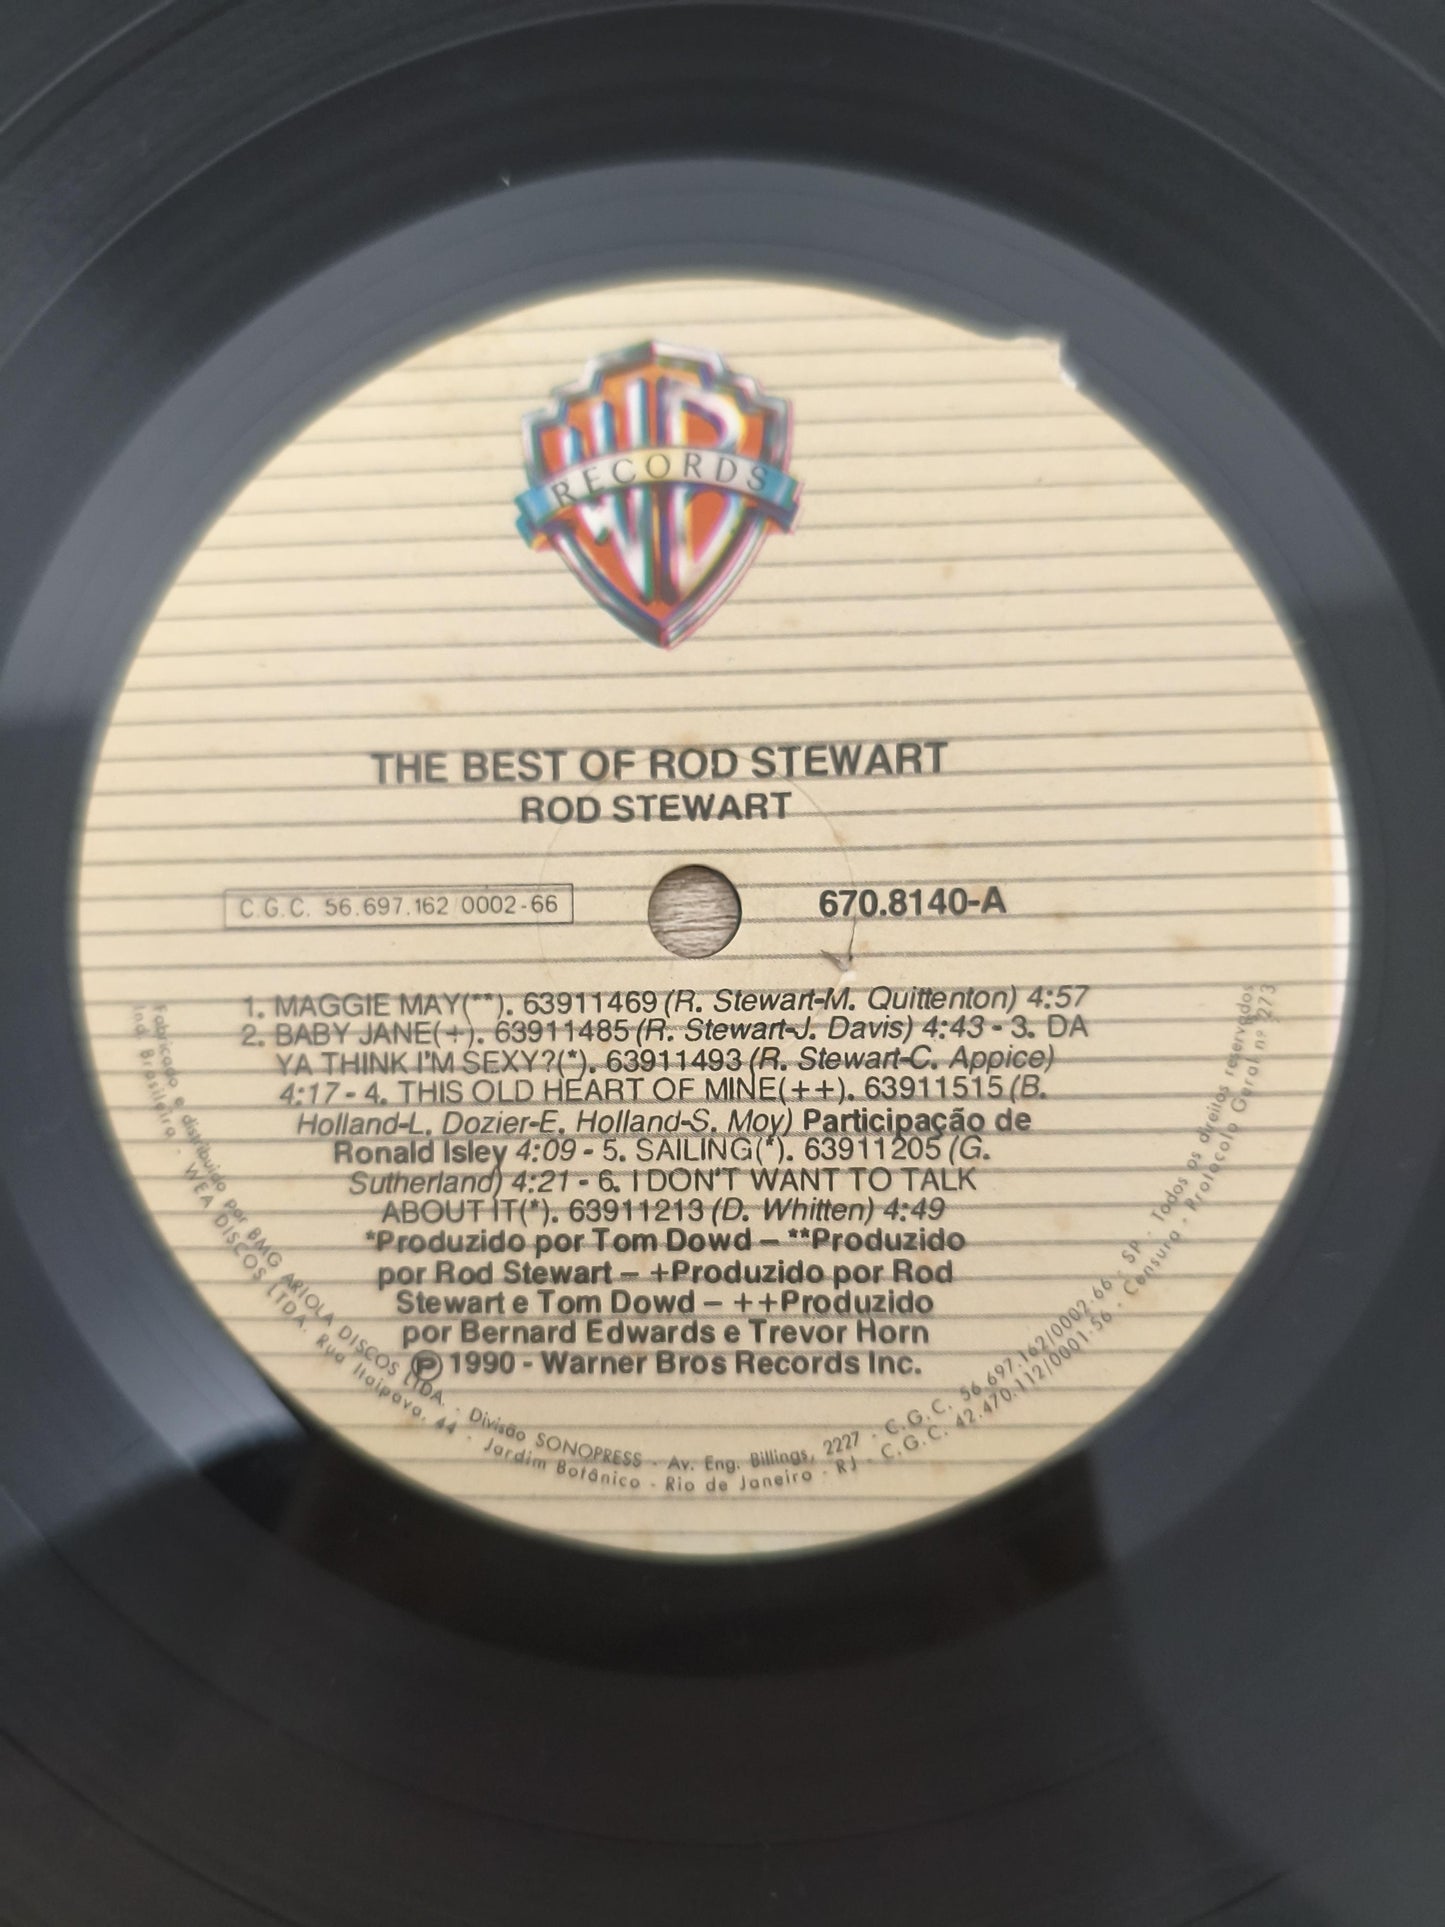 RECORDS
THE BEST OF ROD STEWART
ROD STEWART
C.G.C. 56.697.162 0002-66
670.8140-A
1. MAGGIE MAY(**). 63911469 (R. Stewart-M. Quittenton) 4:57
2. BABY JANE(+). 63911485 (R. Stewart-J. Davis) 4:43 - 3. DA
YA THINK I'M SEXY?(*). 63911493 (R. Stewart-C. Appice)
4:17 - 4. THIS OLD HEART OF MINE(++). 63911515 (B.
Holland-L. Dozier-E. Holland-S. Moy) Participação de
Ronald Isley 4:09 - 5. SAILING(*). 63911205 (G.
Sutherland) 4:21 - 6. I DON'T WANT TO TALK
ABOUT IT(*). 63911213 (D. Whitten) 4:49
*Produzido por Tom Dowd – **Produzido
por Rod Stewart – +Produzido por Rod
Stewart e Tom Dowd – ++Produzido
por Bernard Edwards e Trevor Horn
℗ 1990 - Warner Bros Records Inc.
Fabricado e distribuido por BMG ARIOLA DISCOS LTDA. - Divisão SONOPRESS - Av. Eng. Billings, 2227 - C.G.C. 56.697.162/0002-66 - SP - Todos os direitos reservados
Ind. Brasileira - WEA DISCOS LTDA. Rua Itaipava, 44 - Jardim Botânico - Rio de Janeiro - RJ - C.G.C. 42.470.112/0001-56 - Censura - Protocolo Geral nº 273